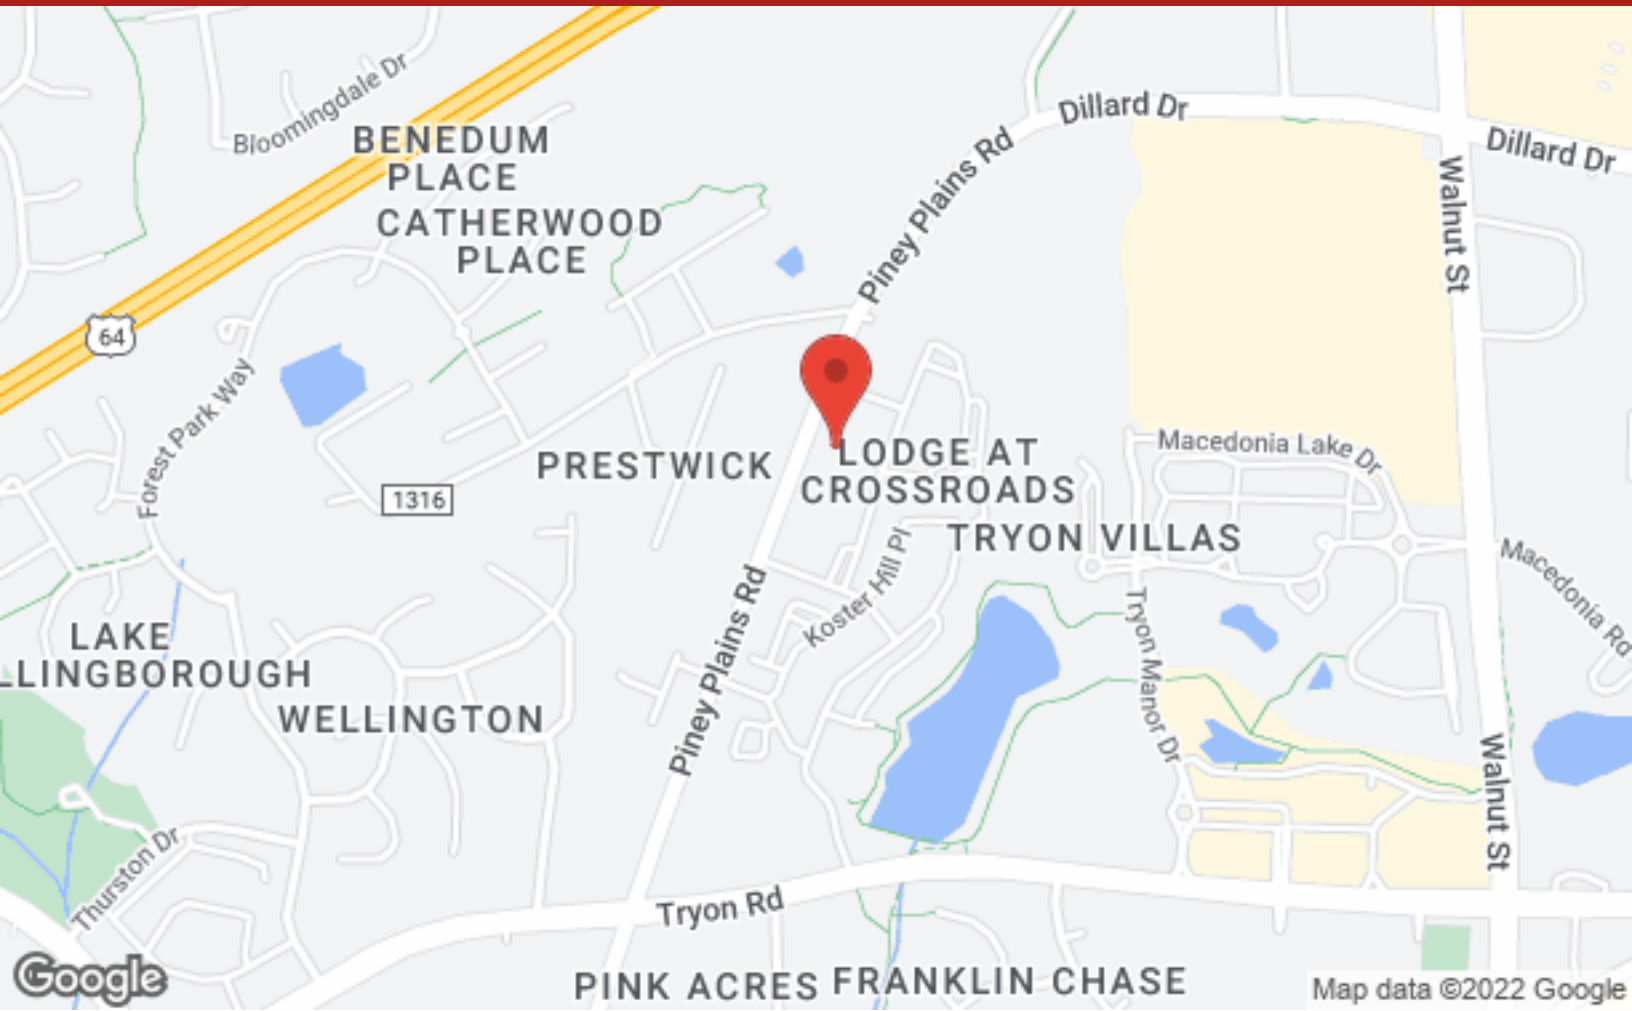 Bloomingdale Dr
BENEDUM
PLACE
CATHERWOOD
PLACE
Dillard Dr
Dillard Dr
Piney Plains Rd
Walnut St
64
Forest Park Way
PRESTWICK
1316
LODGE AT
CROSSROADS
Macedonia Lake Dr
TRYON VILLAS
Macedonia Rd
Koster Hill Pl
Piney Plains Rd
Tryon Manor Dr
LAKE
LLINGBOROUGH
WELLINGTON
Walnut St
Thurston Dr
Tryon Rd
PINK ACRES
FRANKLIN CHASE
Google
Map data ©2022 Google